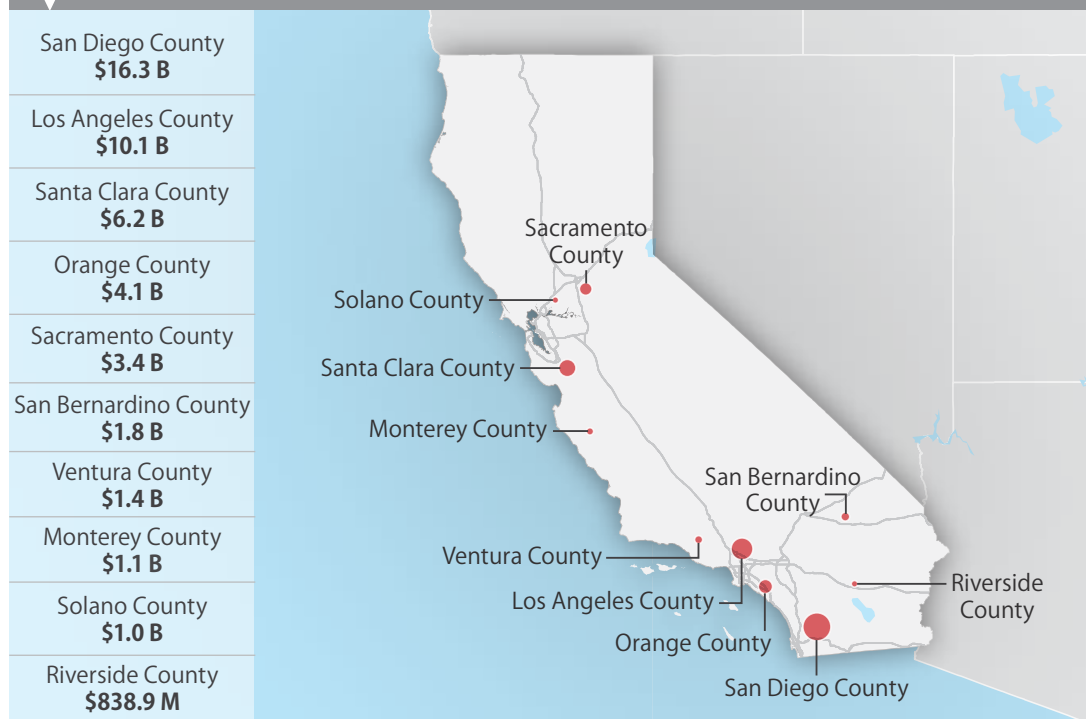 San Diego County
$16.3 B
Los Angeles County
$10.1 B
Santa Clara County
$6.2 B
Orange County
$4.1 B
Sacramento County
$3.4 B
San Bernardino County
$1.8 B
Ventura County
$1.4 B
Monterey County
$1.1 B
Solano County
$1.0 B
Riverside County
$838.9 M
Sacramento
County
Solano County
Santa Clara County
Monterey County
San Bernardino
County
Ventura County
Los Angeles County
Riverside
County
Orange County
San Diego County